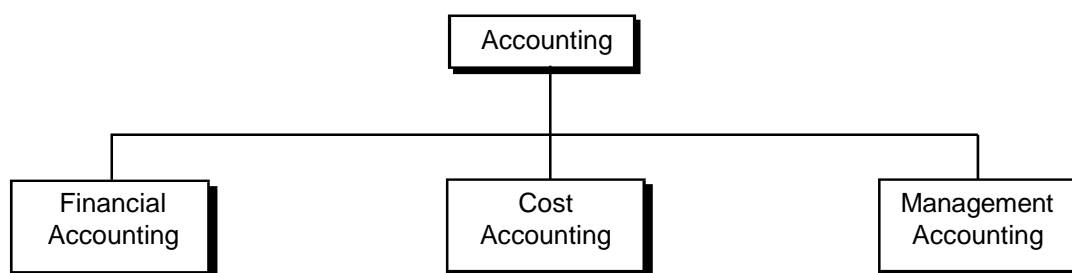 Accounting
Financial
Accounting
Cost
Accounting
Management
Accounting